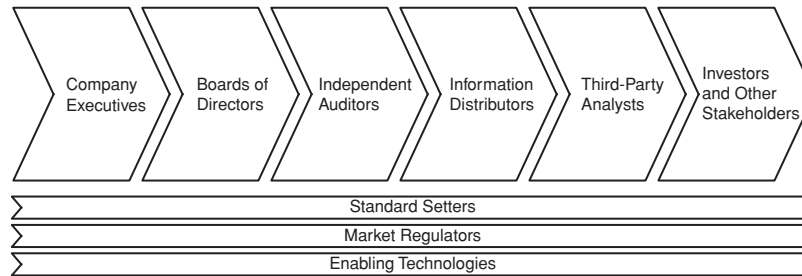 Company
Executives
Boards of
Directors
Independent
Auditors
Information
Distributors
Third-Party
Analysts
Investors
and Other
Stakeholders
Standard Setters
Market Regulators
Enabling Technologies